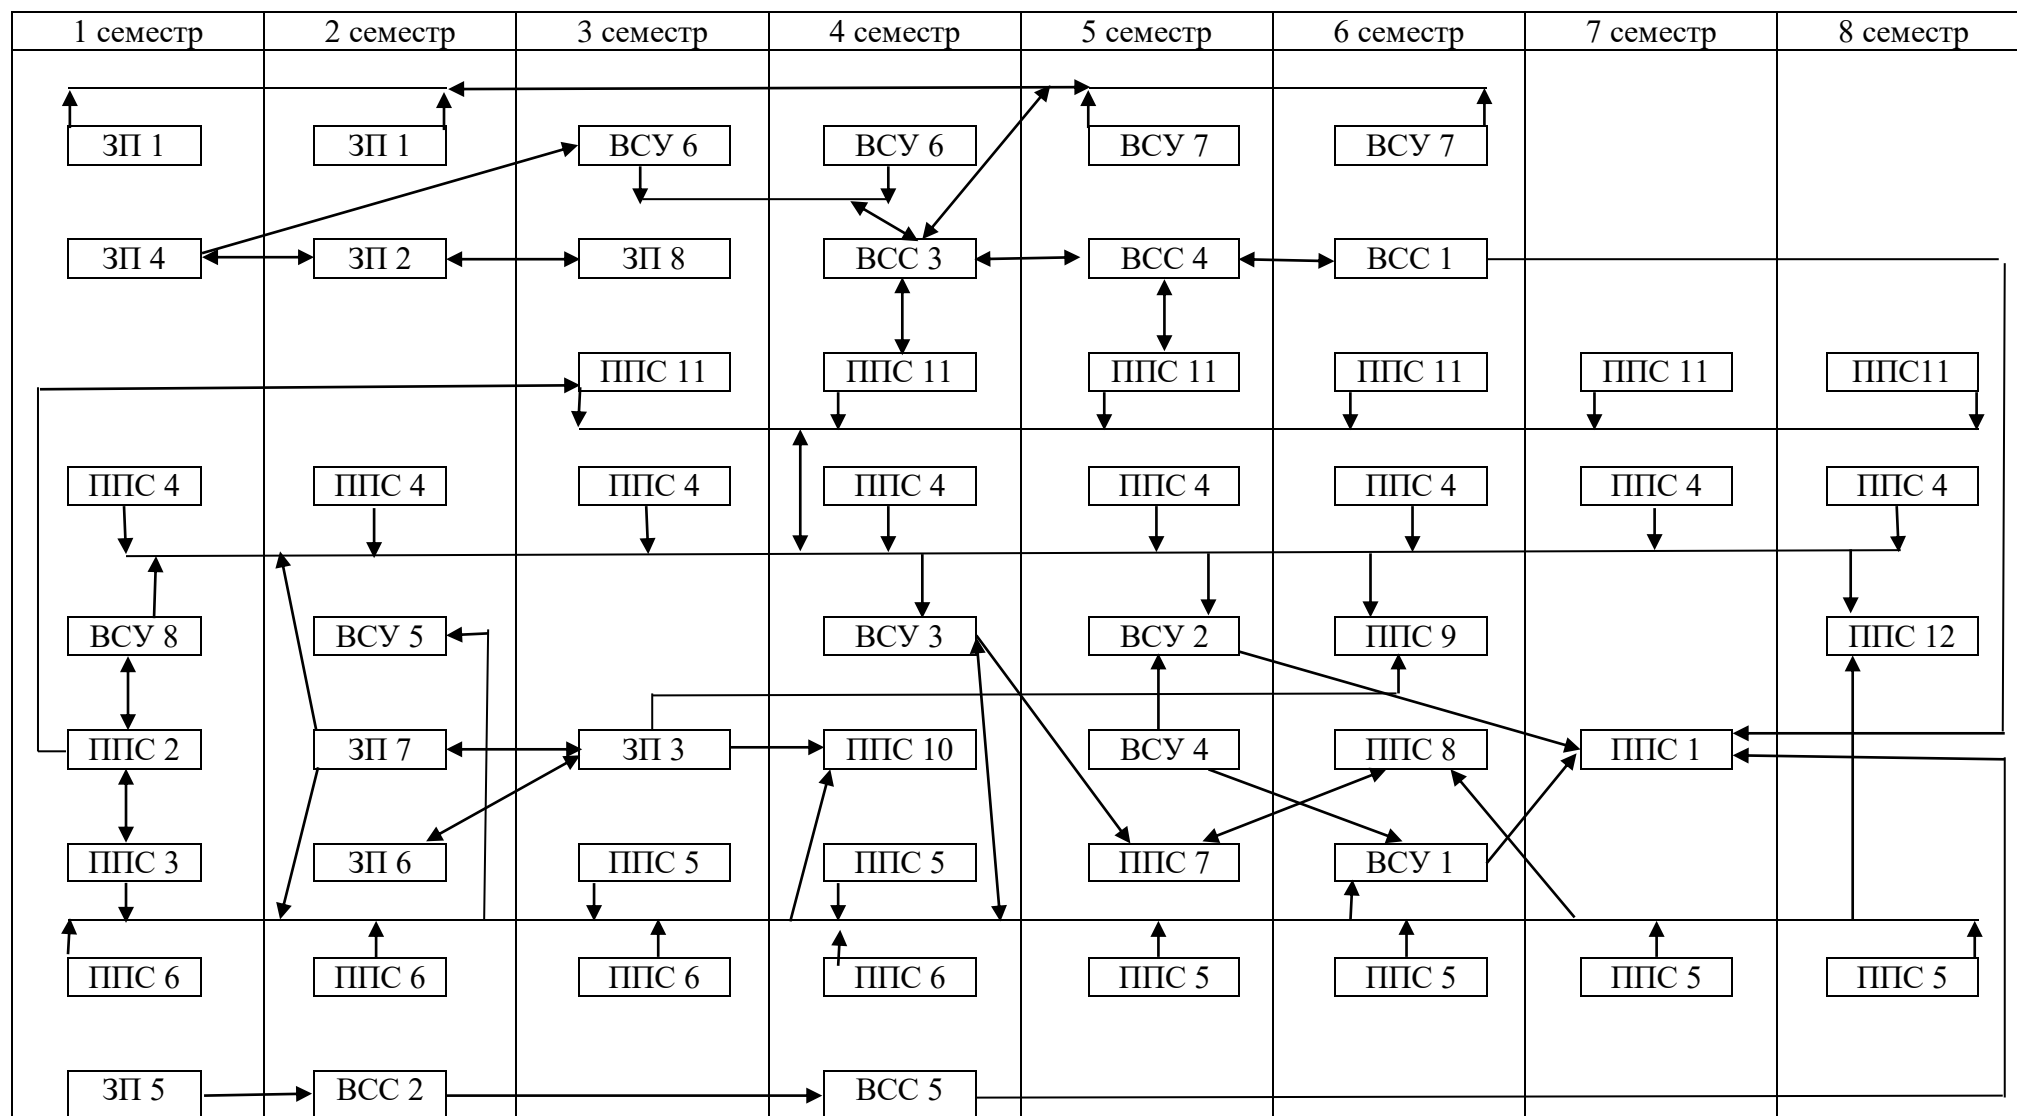 1 семестр 2 семестр 3 семестр 4 семестр 5 семестр 6 семестр 7 семестр 8 семестр
ЗП 1 ЗП 1 ВСУ 6 ВСУ 6 ВСУ 7 ВСУ 7
ЗП 4 ЗП 2 ЗП 8 ВСС 3 ВСС 4 ВСС 1
ППС 11 ППС 11 ППС 11 ППС 11 ППС 11 ППС11
ППС 4 ППС 4 ППС 4 ППС 4 ППС 4 ППС 4 ППС 4 ППС 4
ВСУ 8 ВСУ 5 ВСУ 3 ВСУ 2 ППС 9 ППС 12
ППС 2 ЗП 7 ЗП 3 ППС 10 ВСУ 4 ППС 8 ППС 1
ППС 3 ЗП 6 ППС 5 ППС 5 ППС 7 ВСУ 1
ППС 6 ППС 6 ППС 6 ППС 6 ППС 5 ППС 5 ППС 5 ППС 5
ЗП 5 ВСС 2 ВСС 5